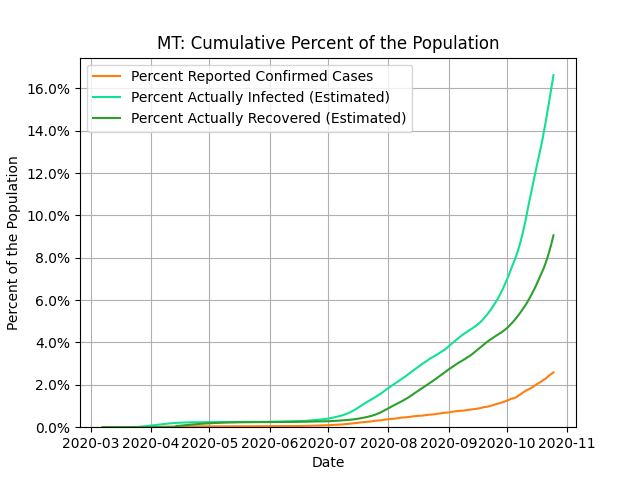 MT: Cumulative Percent of the Population
Percent Reported Confirmed Cases
Percent Actually Infected (Estimated)
Percent Actually Recovered (Estimated)
Percent of the Population
16.0%
14.0%
12.0%
10.0%
8.0%
6.0%
4.0%
2.0%
0.0%
2020-03 2020-04 2020-05 2020-06 2020-07 2020-08 2020-09 2020-10 2020-11
Date